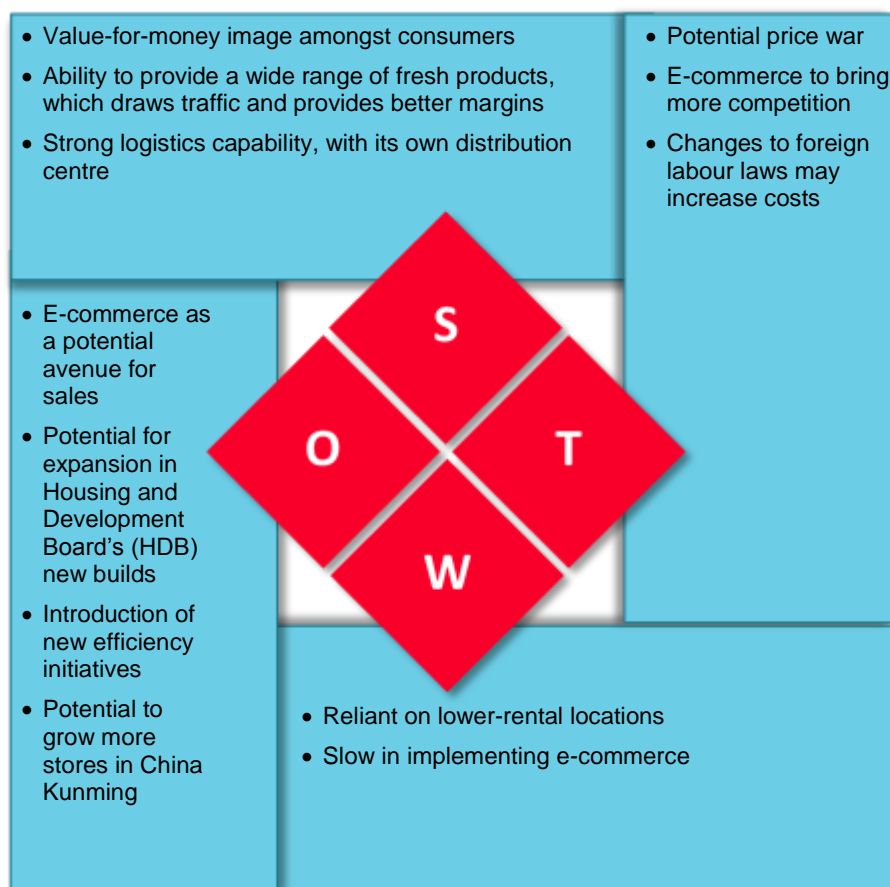 • Value-for-money image amongst consumers
• Ability to provide a wide range of fresh products,
which draws traffic and provides better margins
• Strong logistics capability, with its own distribution
centre
• Potential price war
• E-commerce to bring
more competition
• Changes to foreign
labour laws may
increase costs
S
O
T
W
• E-commerce as
a potential
avenue for
sales
• Potential for
expansion in
Housing and
Development
Board's (HDB)
new builds
• Introduction of
new efficiency
initiatives
• Potential to
grow more
stores in China
Kunming
• Reliant on lower-rental locations
• Slow in implementing e-commerce